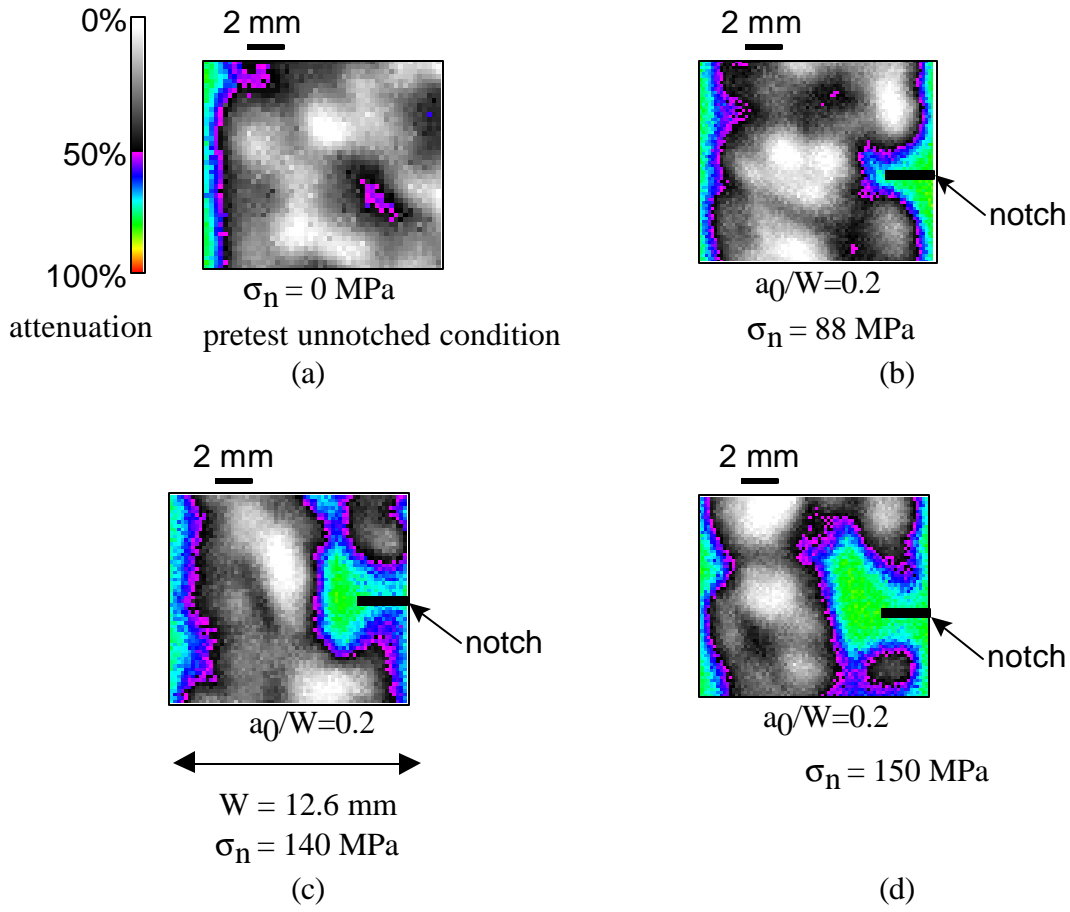 0%
50%
100%
attenuation
2 mm
σn = 0 MPa
pretest unnotched condition
(a)
2 mm
notch
a0/W=0.2
σn = 88 MPa
(b)
2 mm
notch
a0/W=0.2
W = 12.6 mm
σn = 140 MPa
(c)
2 mm
notch
a0/W=0.2
σn = 150 MPa
(d)